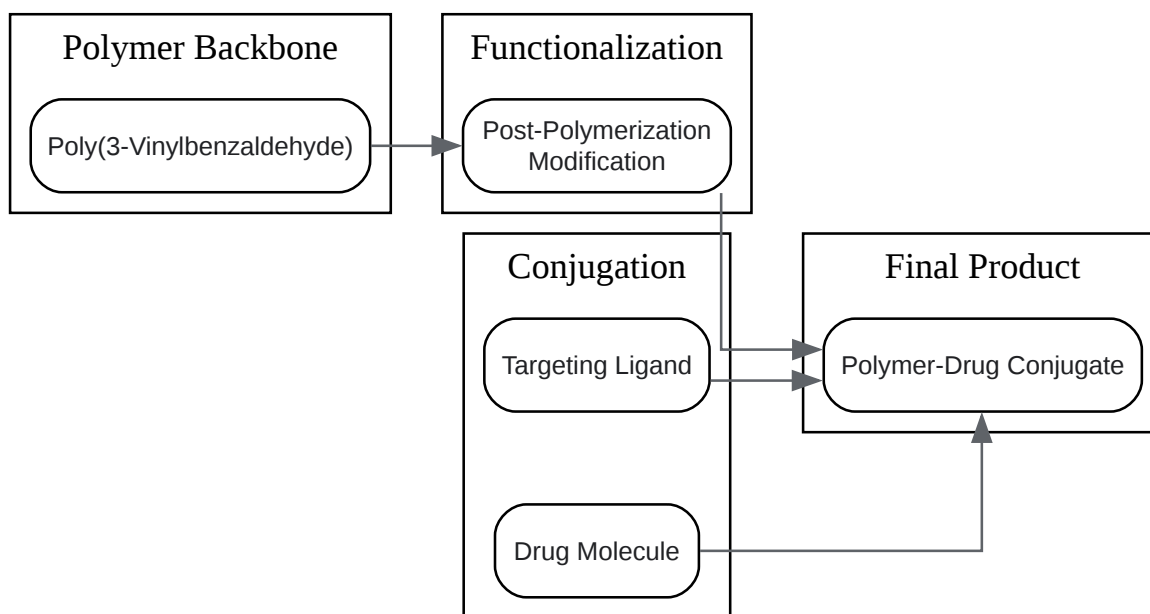 Polymer Backbone
Poly(3-Vinylbenzaldehyde)
Functionalization
Post-Polymerization
Modification
Conjugation
Targeting Ligand
Drug Molecule
Final Product
Polymer-Drug Conjugate